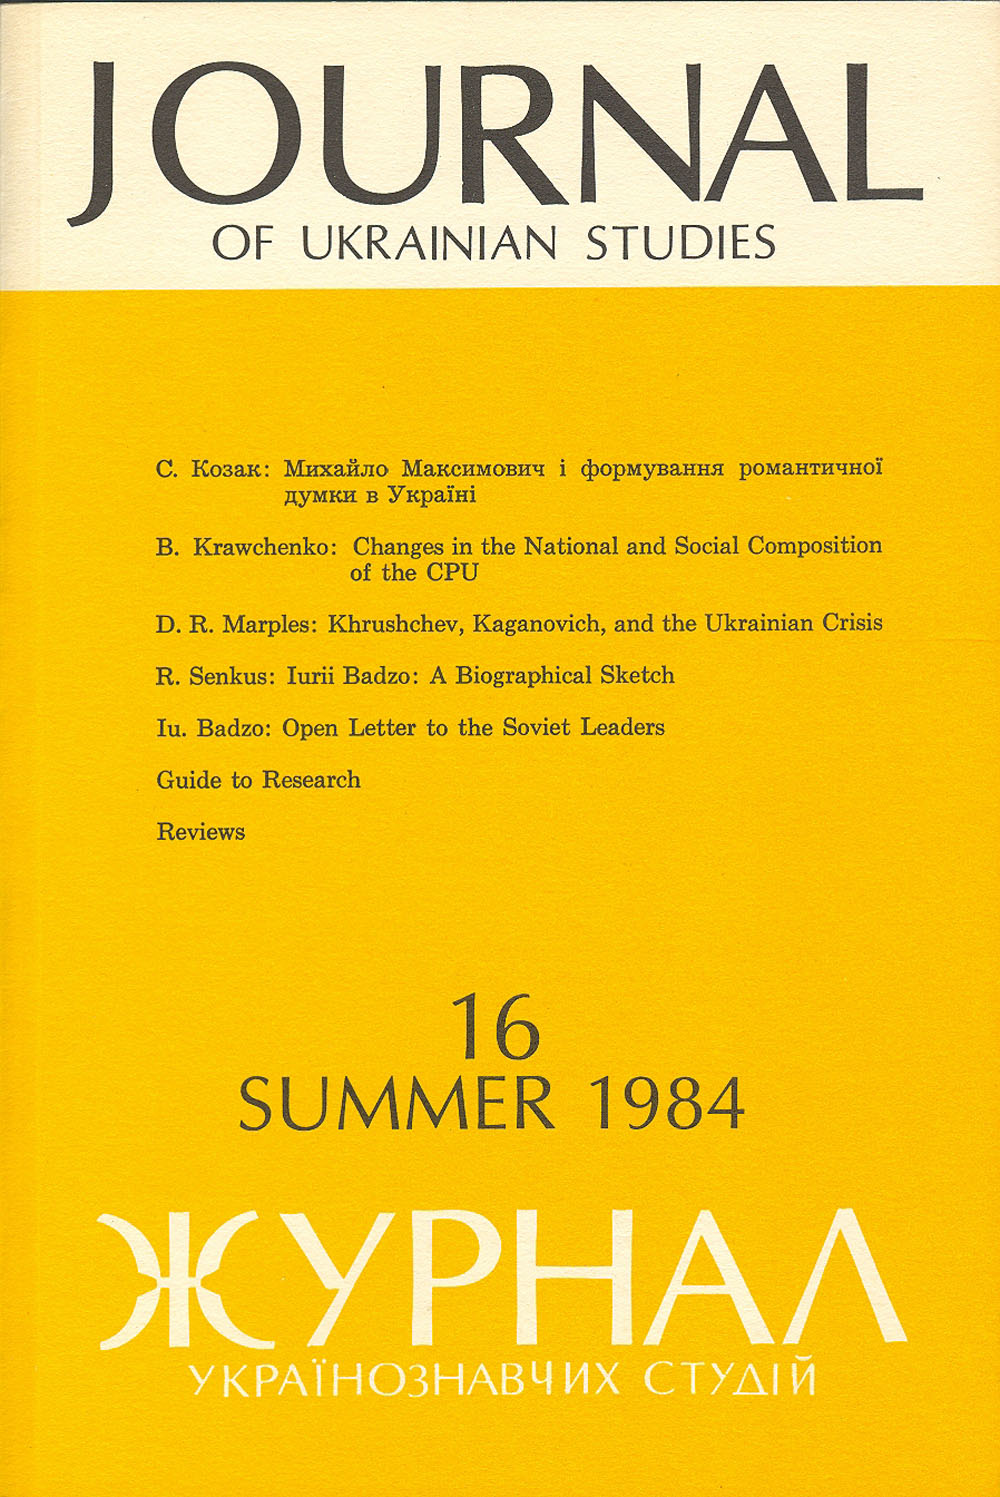 JOURNAL
OF UKRAINIAN STUDIES
С. Козак: Михайло Максимович і формування романтичної
думки в Україні
B. Krawchenko: Changes in the National and Social Composition
of the CPU
D. R. Marples: Khrushchev, Kaganovich, and the Ukrainian Crisis
R. Senkus: Iurii Badzo: A Biographical Sketch
Iu. Badzo: Open Letter to the Soviet Leaders
Guide to Research
Reviews
16
SUMMER 1984
ЖУРНАЛ
УКРАЇНОЗНАВЧИХ СТУДІЙ